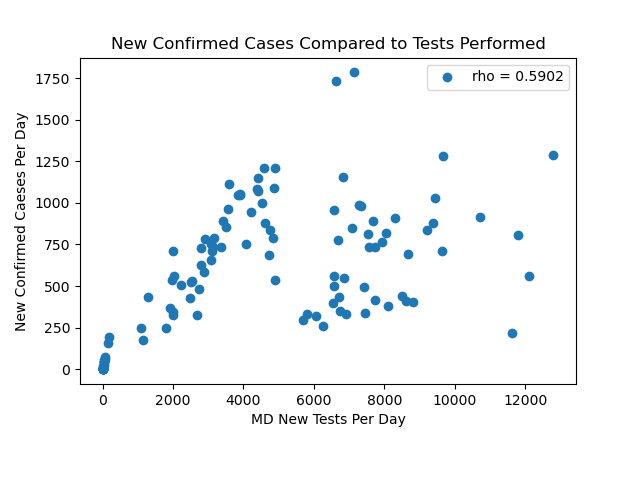 New Confirmed Cases Compared to Tests Performed
rho = 0.5902
New Confirmed Caeses Per Day
1750
1500
1250
1000
750
500
250
0
0 2000 4000 6000 8000 10000 12000
MD New Tests Per Day